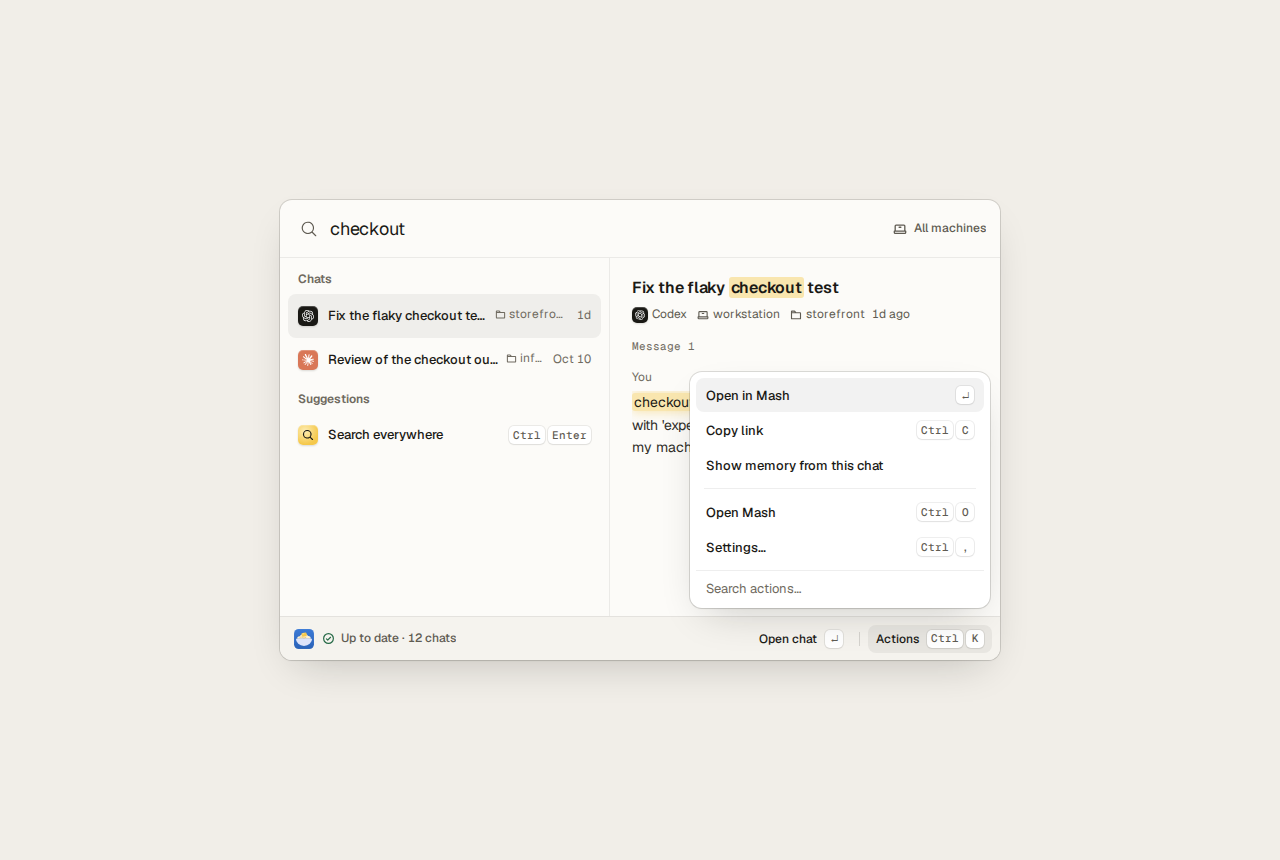 checkout
All machines
Chats
Fix the flaky checkout te… storefro… 1d
Review of the checkout ou… inf… Oct 10
Suggestions
Search everywhere Ctrl Enter
Fix the flaky checkout test
Codex workstation storefront 1d ago
Message 1
You
with 'expe
my mach
Open in Mash ↵
Copy link Ctrl C
Show memory from this chat
Open Mash Ctrl O
Settings… Ctrl ,
Search actions…
Up to date · 12 chats
Open chat ↵
Actions Ctrl K